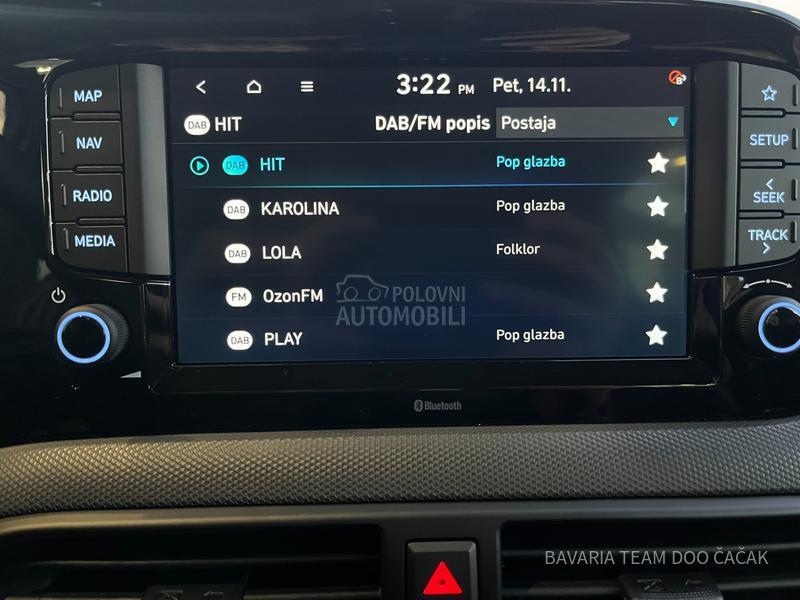 3:22 PM Pet, 14.11.
DAB HIT DAB/FM popis Postaja
DAB HIT Pop glazba
DAB KAROLINA Pop glazba
DAB LOLA Folklor
FM OzonFM
DAB PLAY Pop glazba
MAP
NAV
RADIO
MEDIA
SETUP
SEEK
TRACK
POLOVNI
AUTOMOBILI
Bluetooth
BAVARIA TEAM DOO ČAČAK